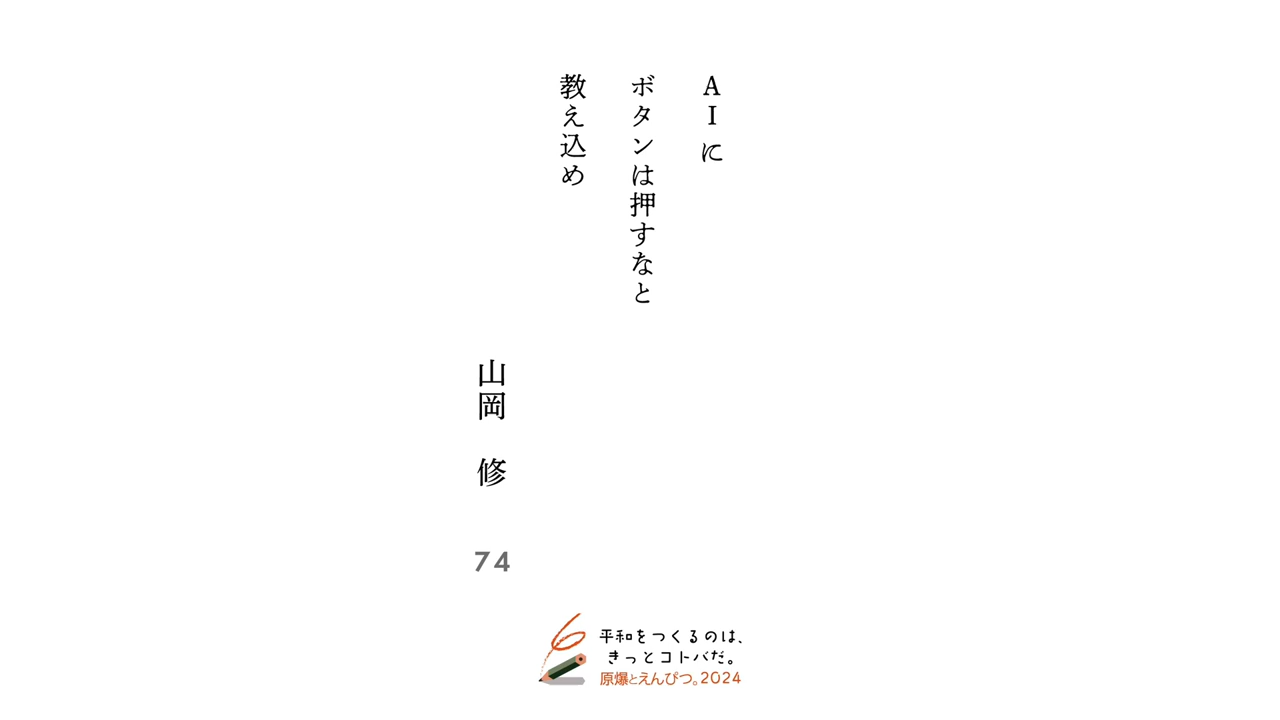 AIに
ボタンは押すなと
教え込め
山岡 修
74
平和をつくるのは、
きっとコトバだ。
原爆とえんぴつ。2024